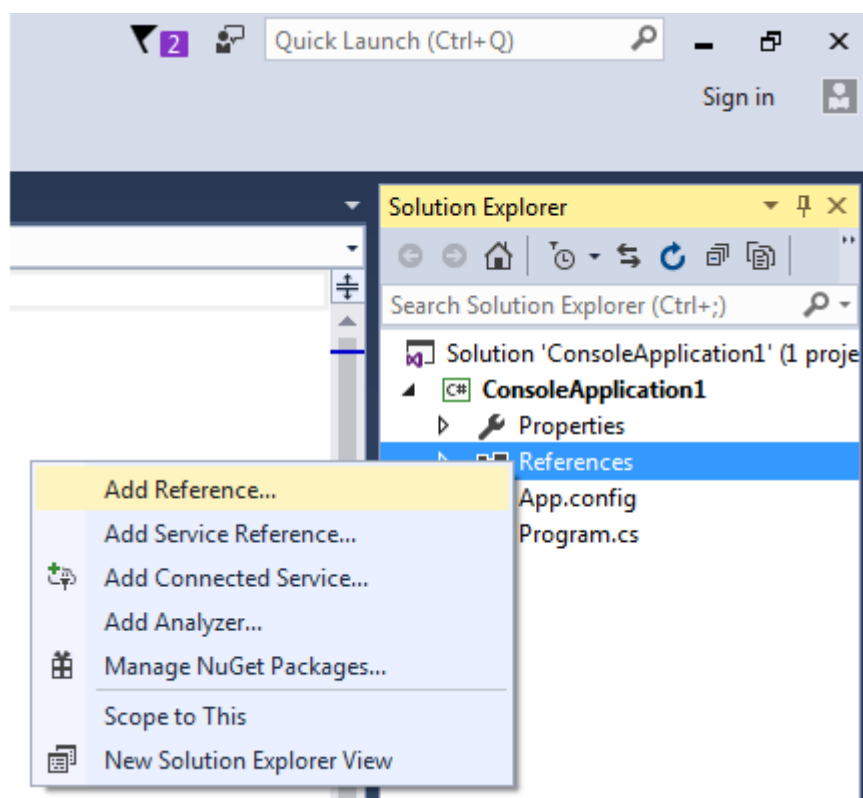 2
Quick Launch (Ctrl+Q)
Sign in
Solution Explorer
Search Solution Explorer (Ctrl+;)
Solution 'ConsoleApplication1' (1 proje
C# ConsoleApplication1
Properties
References
App.config
Program.cs
Add Reference...
Add Service Reference...
Add Connected Service...
Add Analyzer...
Manage NuGet Packages...
Scope to This
New Solution Explorer View